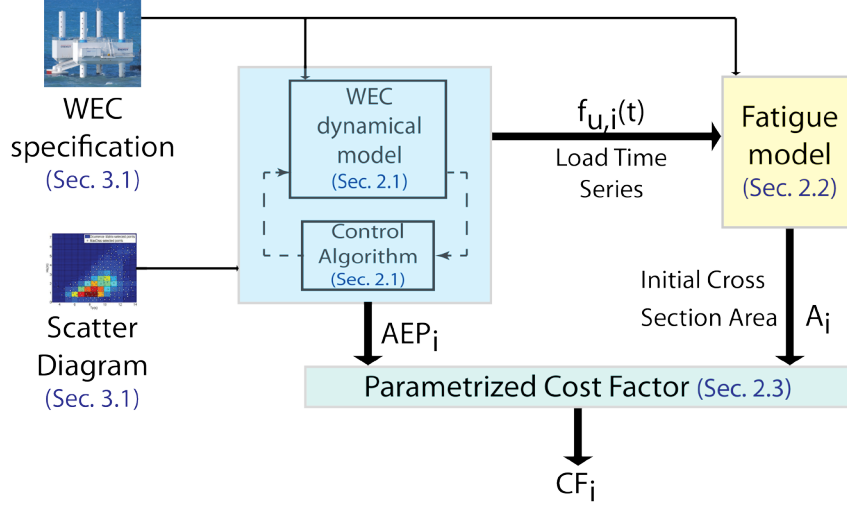 WEC
specification
(Sec. 3.1)
Scatter
Diagram
(Sec. 3.1)
WEC
dynamical
model
(Sec. 2.1)
Control
Algorithm
(Sec. 2.1)
fu,i(t)
Load Time
Series
Fatigue
model
(Sec. 2.2)
AEPi
Initial Cross
Section Area
Ai
Parametrized Cost Factor (Sec. 2.3)
CFi